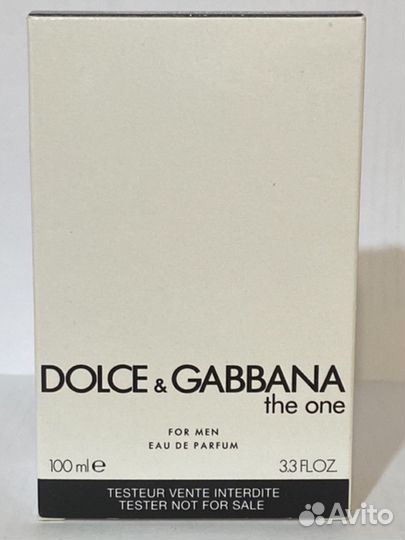 DOLCE & GABBANA
the one
FOR MEN
EAU DE PARFUM
100 ml e 3.3 FL.OZ.
TESTEUR VENTE INTERDITE
TESTER NOT FOR SALE
Avito